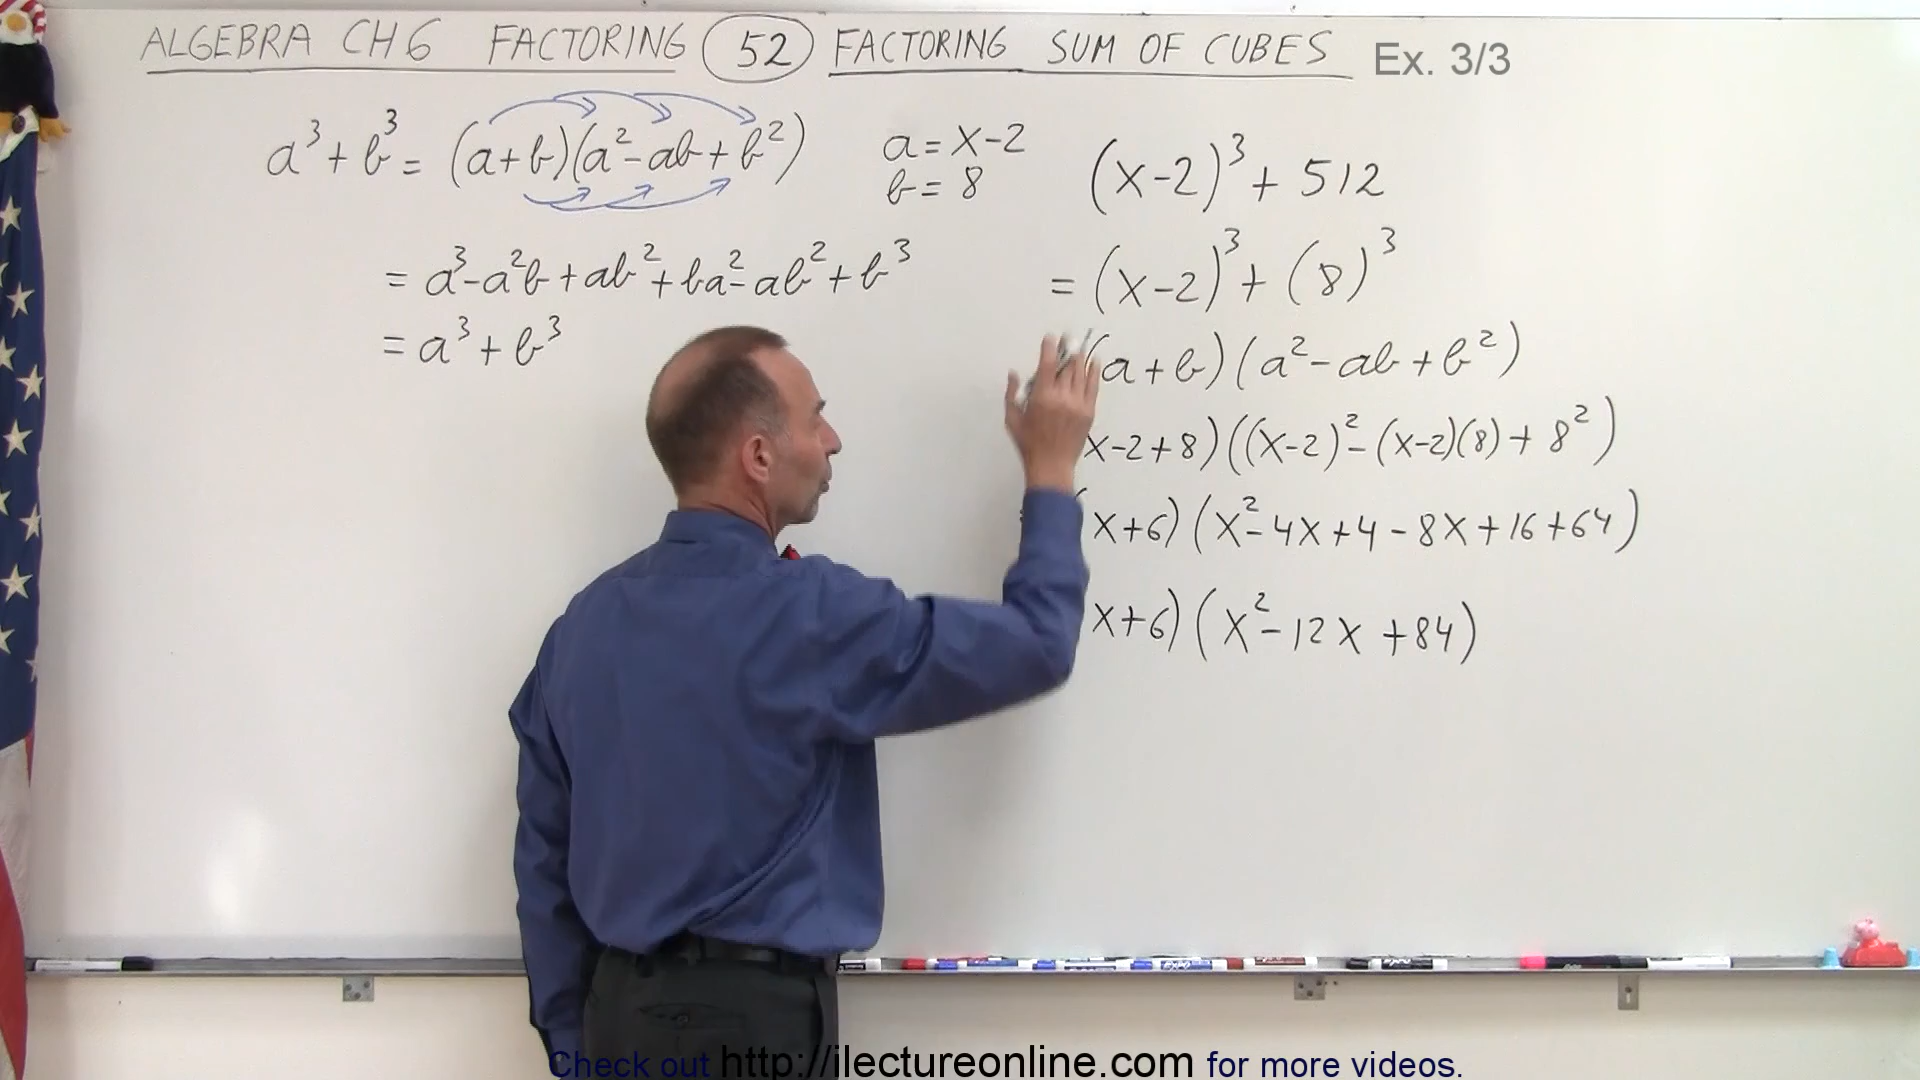 ALGEBRA CH 6 FACTORING 52 FACTORING SUM OF CUBES Ex. 3/3
a³ + b³ = (a+b)(a² - ab + b²)
= a³ - a²b + ab² + ba² - ab² + b³
= a³ + b³
a = x-2
b = 8
(x-2)³ + 512
= (x-2)³ + (8)³
(a+b)(a² - ab + b²)
x-2+8)((x-2)² - (x-2)(8) + 8²)
(x+6)(x² - 4x + 4 - 8x + 16 + 64)
x+6)(x² - 12x + 84)
Check out http://ilectureonline.com for more videos.